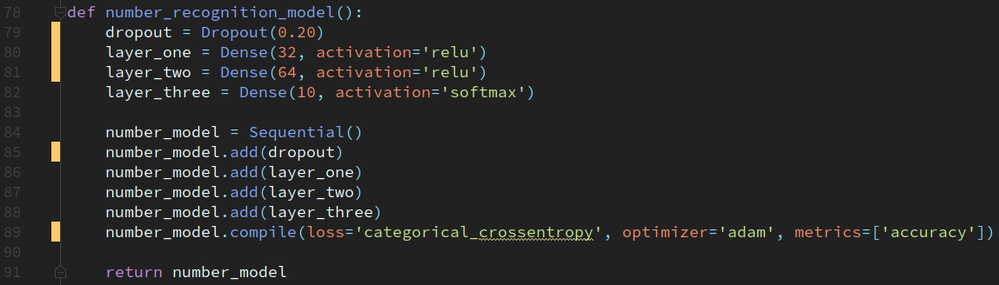 78 def number_recognition_model():
79     dropout = Dropout(0.20)
80     layer_one = Dense(32, activation='relu')
81     layer_two = Dense(64, activation='relu')
82     layer_three = Dense(10, activation='softmax')
83
84     number_model = Sequential()
85     number_model.add(dropout)
86     number_model.add(layer_one)
87     number_model.add(layer_two)
88     number_model.add(layer_three)
89     number_model.compile(loss='categorical_crossentropy', optimizer='adam', metrics=['accuracy'])
90
91     return number_model